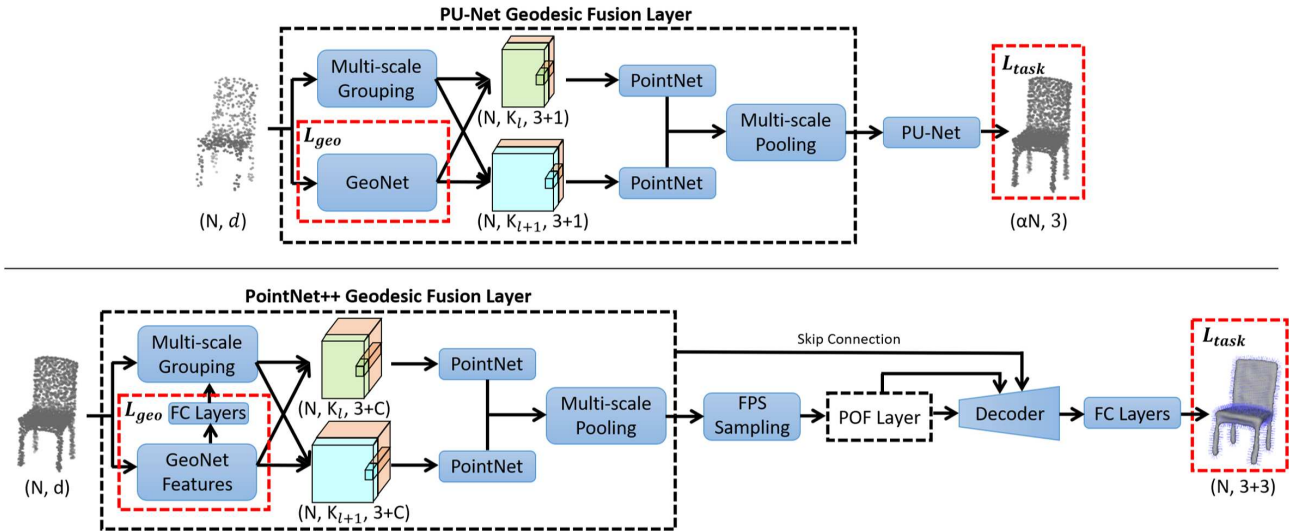 PU-Net Geodesic Fusion Layer
Multi-scale
Grouping
L_geo
GeoNet
(N, d)
(N, K_l, 3+1)
(N, K_{l+1}, 3+1)
PointNet
PointNet
Multi-scale
Pooling
PU-Net
L_task
(αN, 3)
PointNet++ Geodesic Fusion Layer
Multi-scale
Grouping
L_geo
FC Layers
GeoNet
Features
(N, d)
(N, K_l, 3+C)
(N, K_{l+1}, 3+C)
PointNet
PointNet
Multi-scale
Pooling
Skip Connection
FPS
Sampling
POF Layer
Decoder
FC Layers
L_task
(N, 3+3)